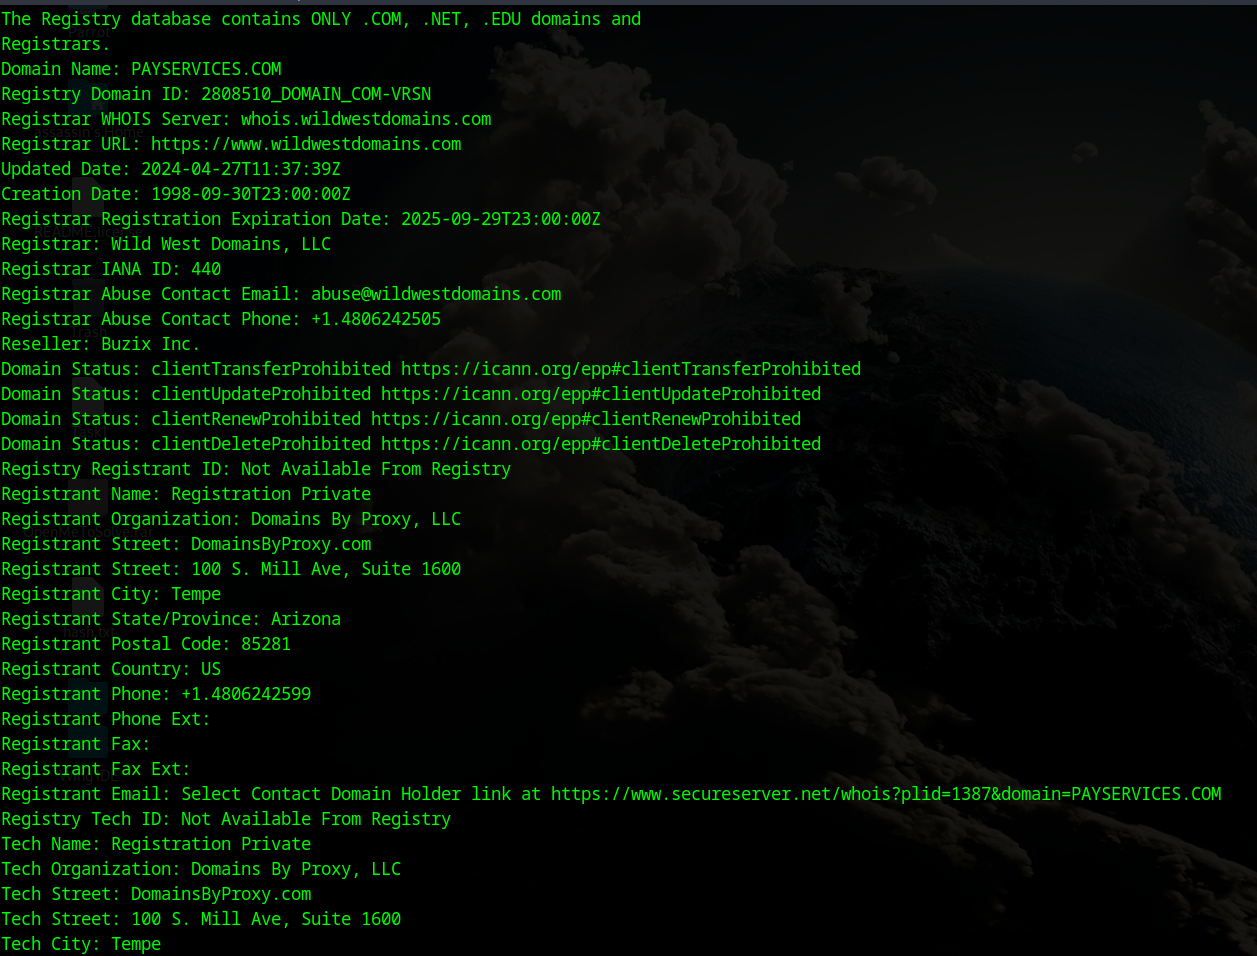 The Registry database contains ONLY .COM, .NET, .EDU domains and
Registrars.
Domain Name: PAYSERVICES.COM
Registry Domain ID: 2808510_DOMAIN_COM-VRSN
Registrar WHOIS Server: whois.wildwestdomains.com
Registrar URL: https://www.wildwestdomains.com
Updated Date: 2024-04-27T11:37:39Z
Creation Date: 1998-09-30T23:00:00Z
Registrar Registration Expiration Date: 2025-09-29T23:00:00Z
Registrar: Wild West Domains, LLC
Registrar IANA ID: 440
Registrar Abuse Contact Email: abuse@wildwestdomains.com
Registrar Abuse Contact Phone: +1.4806242505
Reseller: Buzix Inc.
Domain Status: clientTransferProhibited https://icann.org/epp#clientTransferProhibited
Domain Status: clientUpdateProhibited https://icann.org/epp#clientUpdateProhibited
Domain Status: clientRenewProhibited https://icann.org/epp#clientRenewProhibited
Domain Status: clientDeleteProhibited https://icann.org/epp#clientDeleteProhibited
Registry Registrant ID: Not Available From Registry
Registrant Name: Registration Private
Registrant Organization: Domains By Proxy, LLC
Registrant Street: DomainsByProxy.com
Registrant Street: 100 S. Mill Ave, Suite 1600
Registrant City: Tempe
Registrant State/Province: Arizona
Registrant Postal Code: 85281
Registrant Country: US
Registrant Phone: +1.4806242599
Registrant Phone Ext:
Registrant Fax:
Registrant Fax Ext:
Registrant Email: Select Contact Domain Holder link at https://www.secureserver.net/whois?plid=1387&domain=PAYSERVICES.COM
Registry Tech ID: Not Available From Registry
Tech Name: Registration Private
Tech Organization: Domains By Proxy, LLC
Tech Street: DomainsByProxy.com
Tech Street: 100 S. Mill Ave, Suite 1600
Tech City: Tempe